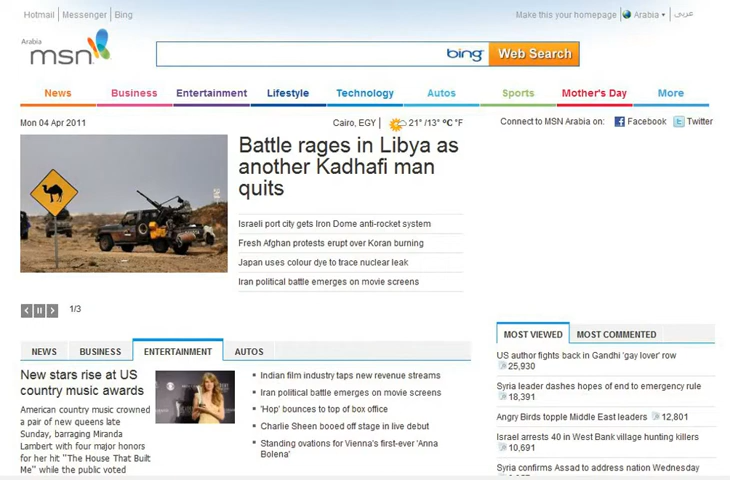 Hotmail Messenger Bing
Make this your homepage Arabia عربي
Arabia
msn
bing Web Search
News Business Entertainment Lifestyle Technology Autos Sports Mother's Day More
Mon 04 Apr 2011
Cairo, EGY 21° /13° °C °F
Connect to MSN Arabia on: Facebook Twitter
Battle rages in Libya as
another Kadhafi man
quits
Israeli port city gets Iron Dome anti-rocket system
Fresh Afghan protests erupt over Koran burning
Japan uses colour dye to trace nuclear leak
Iran political battle emerges on movie screens
1/3
NEWS BUSINESS ENTERTAINMENT AUTOS
New stars rise at US
country music awards
American country music crowned
a pair of new queens late
Sunday, barraging Miranda
Lambert with four major honors
for her hit "The House That Built
Me" while the public voted
Indian film industry taps new revenue streams
Iran political battle emerges on movie screens
'Hop' bounces to top of box office
Charlie Sheen booed off stage in live debut
Standing ovations for Vienna's first-ever 'Anna
Bolena'
MOST VIEWED MOST COMMENTED
US author fights back in Gandhi 'gay lover' row
25,930
Syria leader dashes hopes of end to emergency rule
18,391
Angry Birds topple Middle East leaders 12,801
Israel arrests 40 in West Bank village hunting killers
10,691
Syria confirms Assad to address nation Wednesday